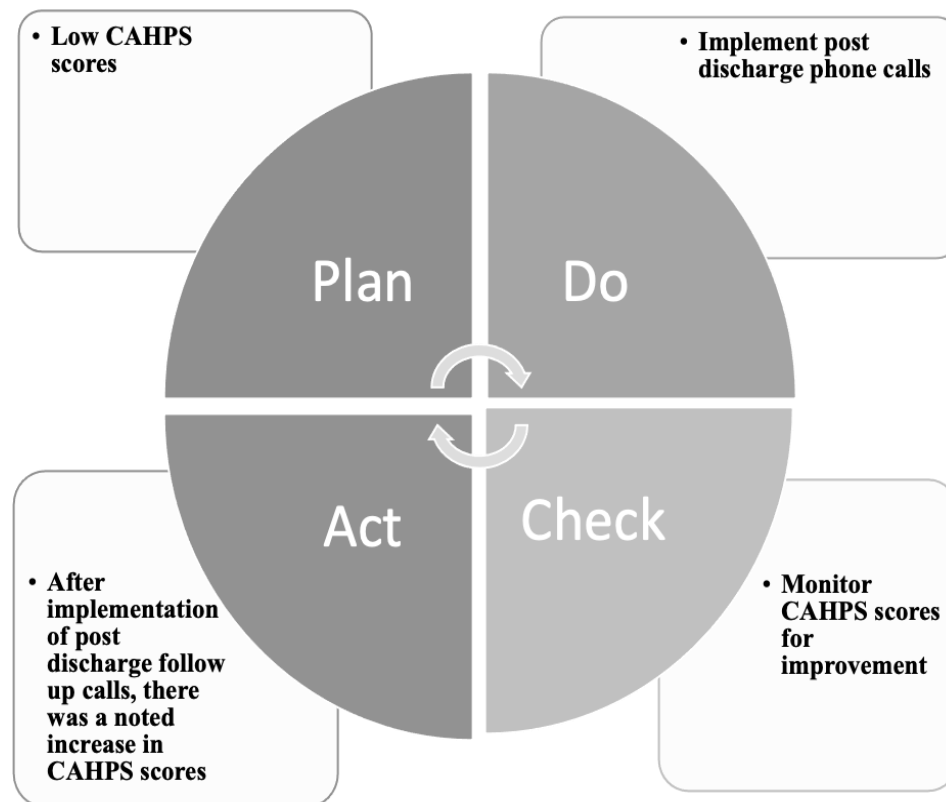 • Low CAHPS
scores
• Implement post
discharge phone calls
Plan
Do
Act
Check
• After
implementation
of post
discharge follow
up calls, there
was a noted
increase in
CAHPS scores
• Monitor
CAHPS scores
for
improvement